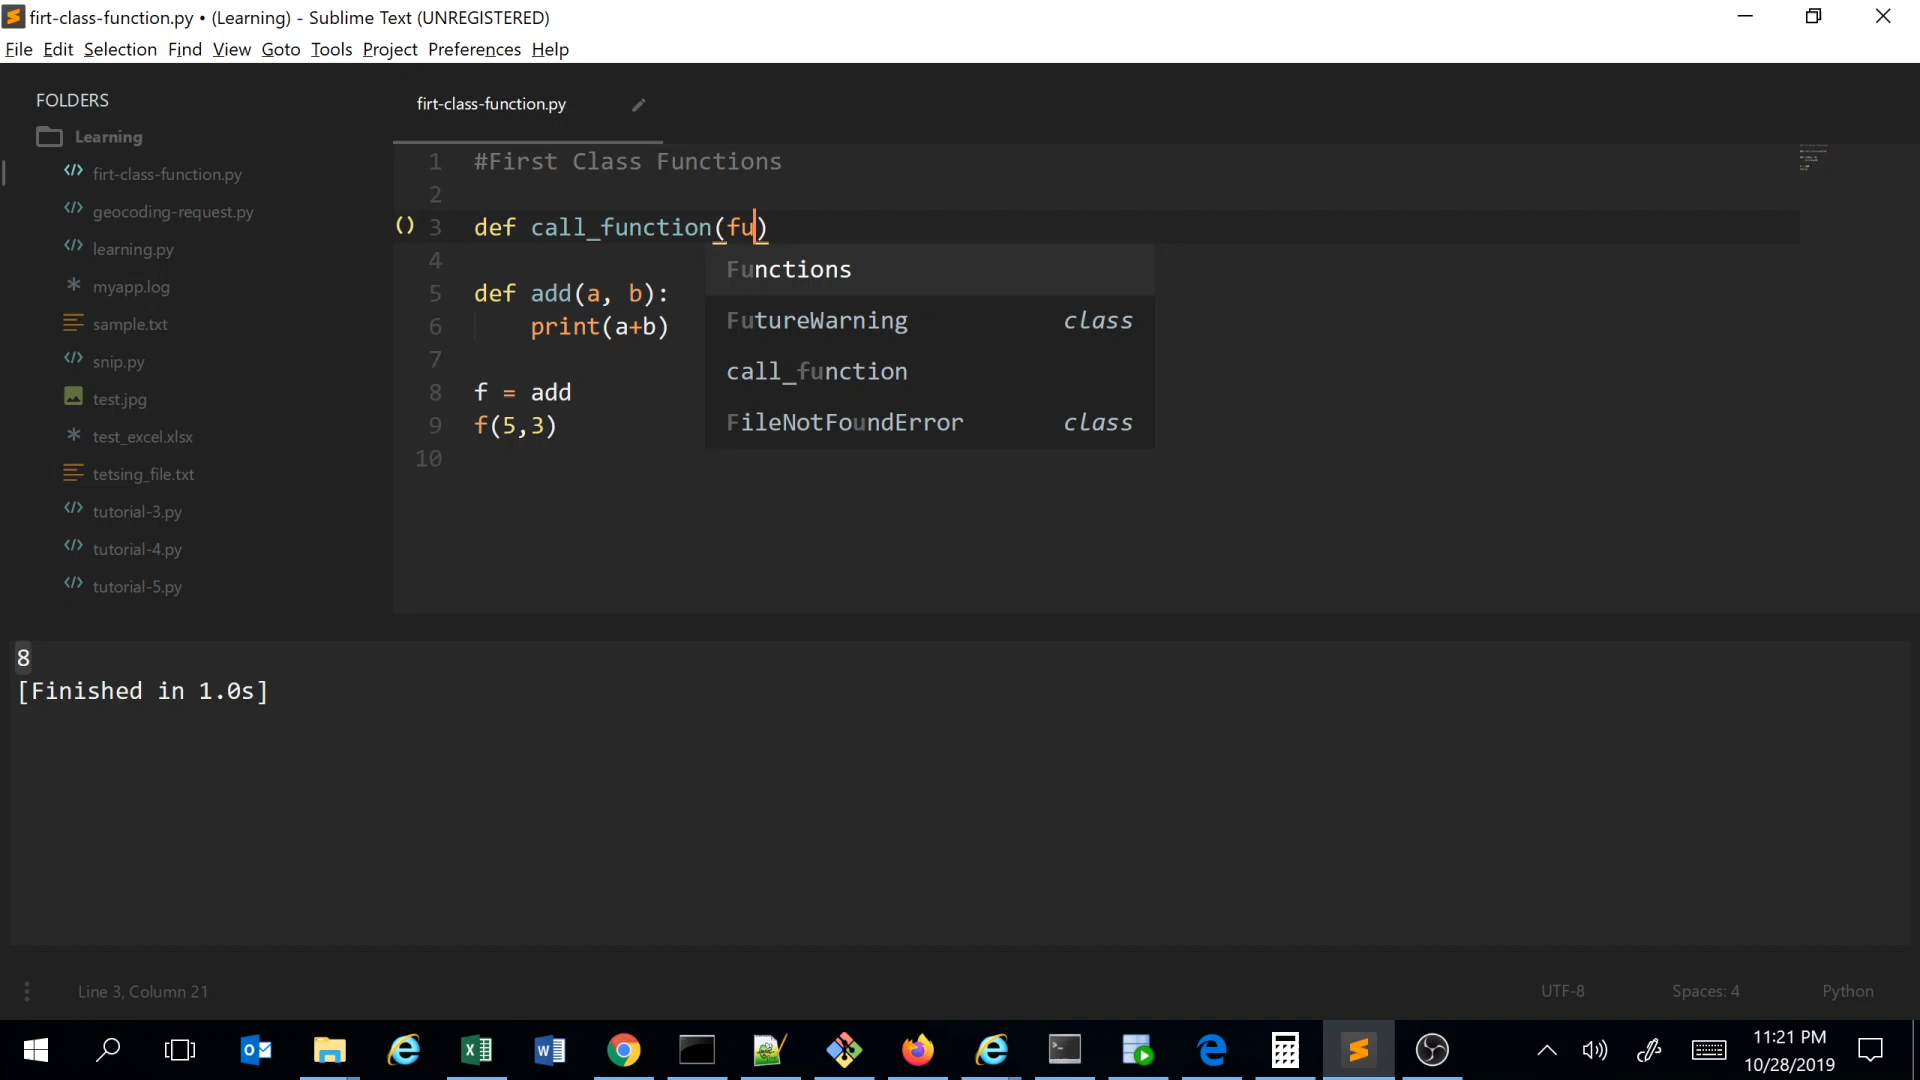 firt-class-function.py • (Learning) - Sublime Text (UNREGISTERED)
File Edit Selection Find View Goto Tools Project Preferences Help
FOLDERS
Learning
firt-class-function.py
geocoding-request.py
learning.py
myapp.log
sample.txt
snip.py
test.jpg
test_excel.xlsx
tetsing_file.txt
tutorial-3.py
tutorial-4.py
tutorial-5.py
firt-class-function.py
1 #First Class Functions
2
3 def call_function(fu)
4
5 def add(a, b):
6 print(a+b)
7
8 f = add
9 f(5,3)
10
Functions
FutureWarning class
call_function
FileNotFoundError class
8
[Finished in 1.0s]
Line 3, Column 21
UTF-8 Spaces: 4 Python
11:21 PM
10/28/2019